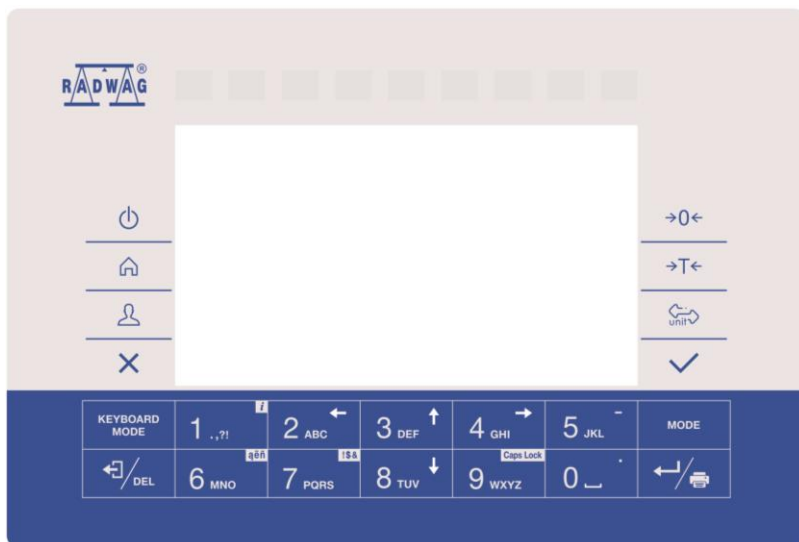 RADWAG®
→0←
→T←
unit
KEYBOARD MODE
1 .,?! i
2 ABC ←
3 DEF ↑
4 GHI →
5 JKL -
MODE
DEL
6 MNO ąëñ
7 PQRS !$&
8 TUV ↓
9 WXYZ Caps Lock
0 ⎵ .